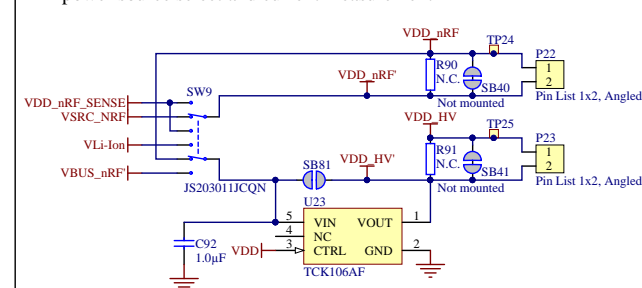 VDD_nRF
TP24
P22
R90
N.C.
1
2
SW9
VDD_nRF'
SB40
Not mounted
Pin List 1x2, Angled
VDD_nRF_SENSE
VSRC_NRF
VDD_HV
TP25
P23
VLi-Ion
SB81
VDD_HV'
R91
N.C.
1
2
SB41
Not mounted
Pin List 1x2, Angled
VBUS_nRF'
JS203011JCQN
U23
5
VIN
VOUT
1
4
NC
C92
1.0µF
VDD
3
CTRL
GND
2
TCK106AF